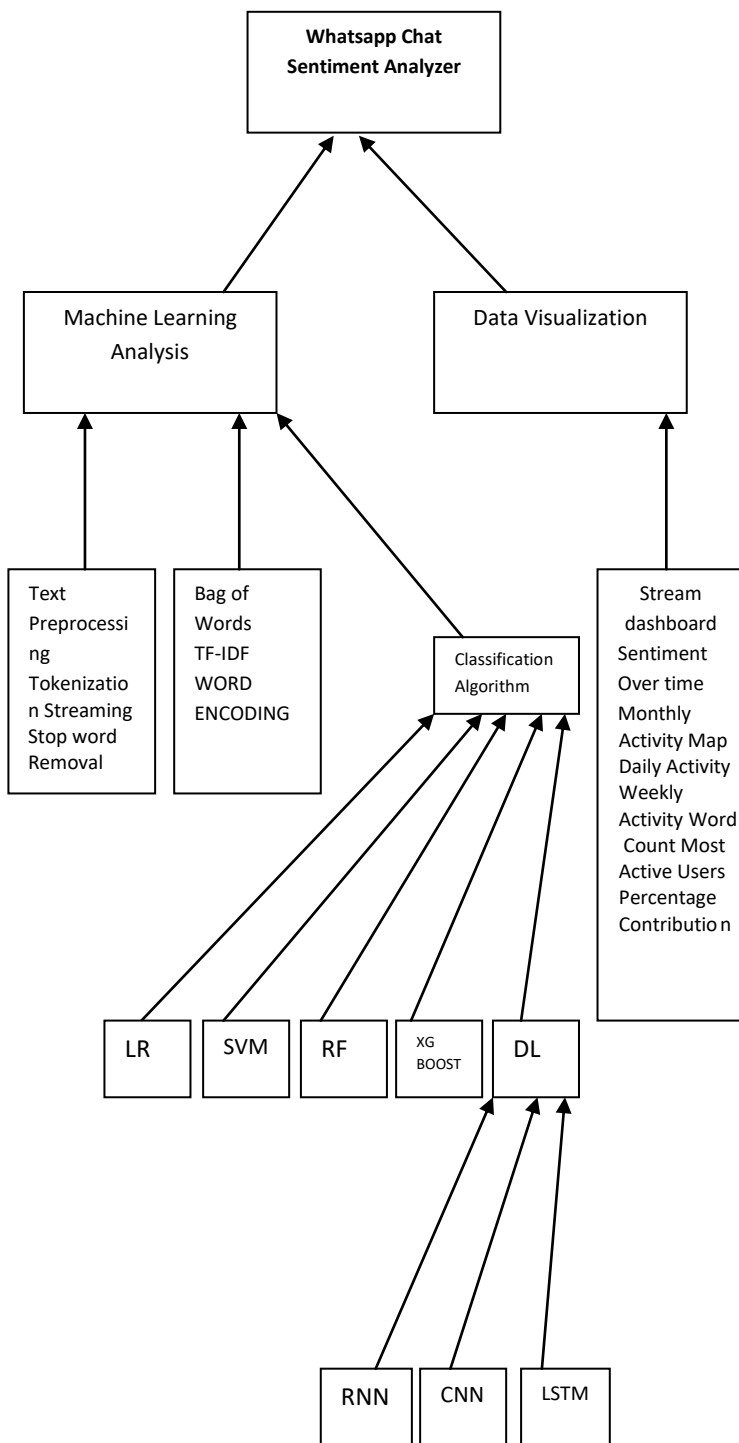 Whatsapp Chat
Sentiment Analyzer
Machine Learning
Analysis
Data Visualization
Text
Preprocessi
ng
Tokenizatio
n Streaming
Stop word
Removal
Bag of
Words
TF-IDF
WORD
ENCODING
Classification
Algorithm
Stream
dashboard
Sentiment
Over time
Monthly
Activity Map
Daily Activity
Weekly
Activity Word
Count Most
Active Users
Percentage
Contribution
LR
SVM
RF
XG
BOOST
DL
RNN
CNN
LSTM